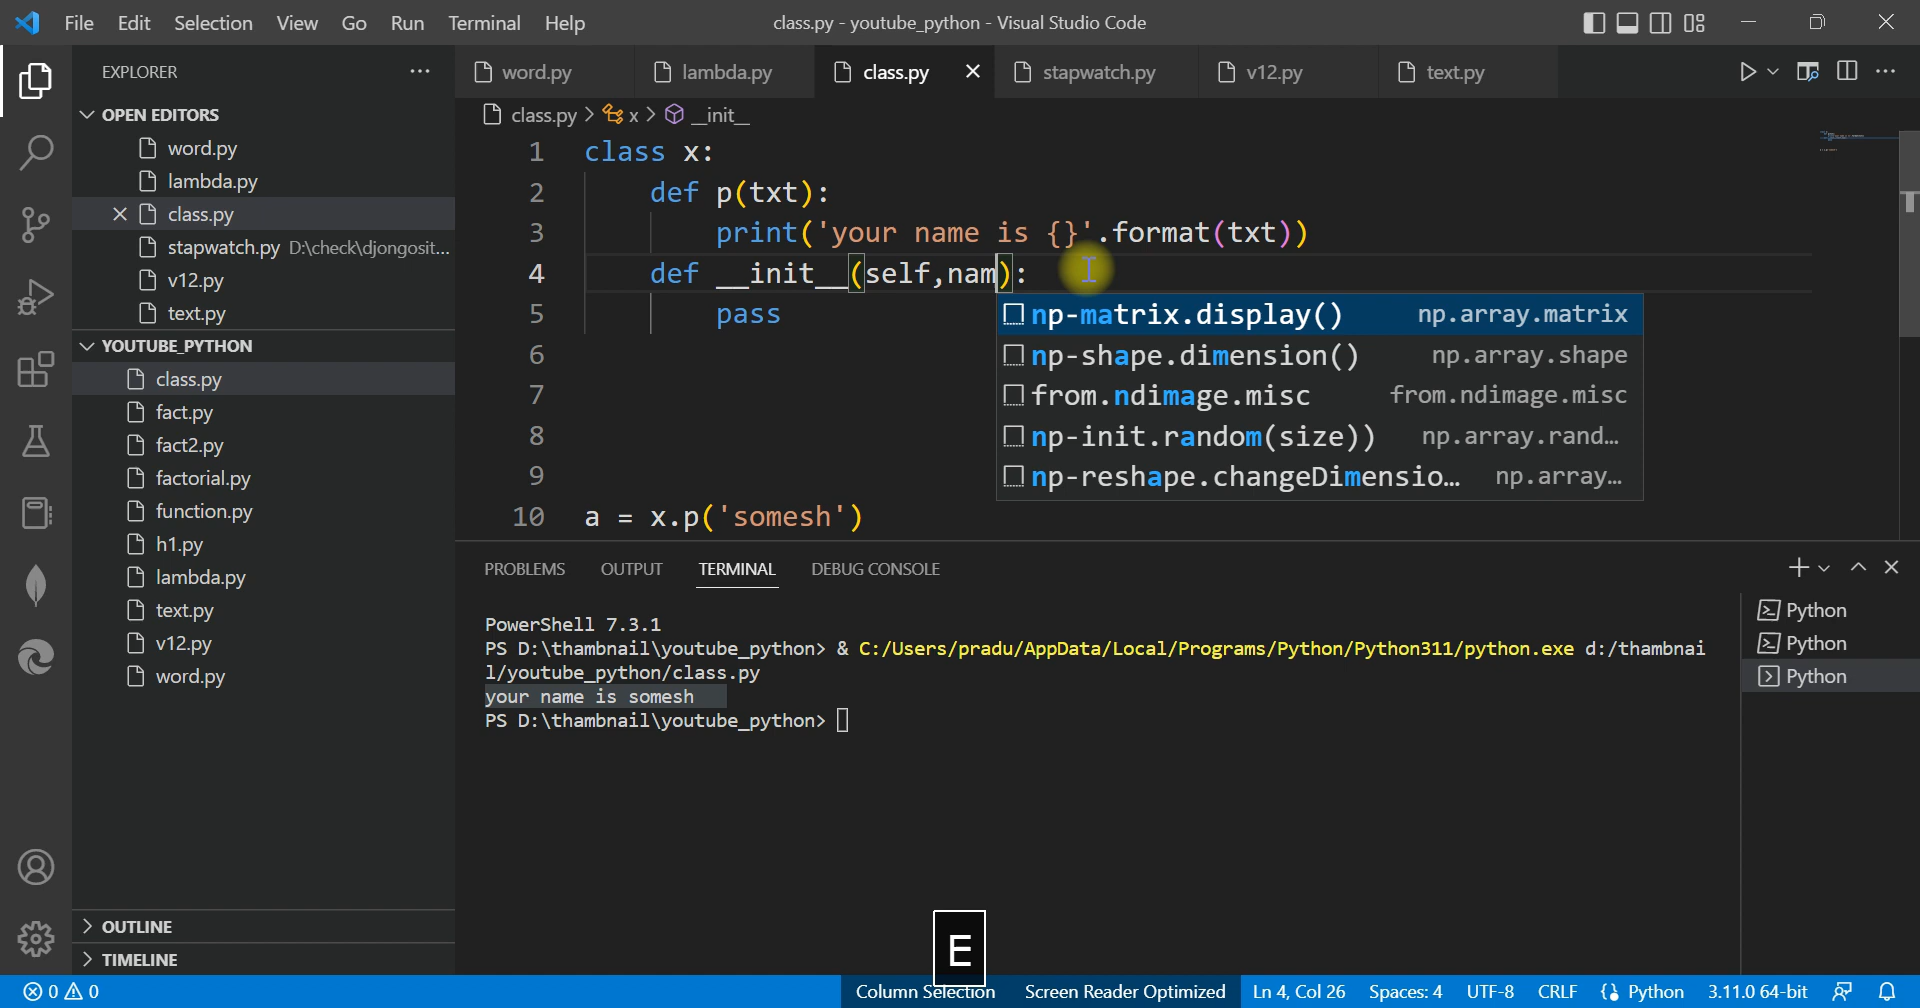 File Edit Selection View Go Run Terminal Help
class.py - youtube_python - Visual Studio Code
EXPLORER
OPEN EDITORS
word.py
lambda.py
class.py
stapwatch.py D:\check\djongosit...
v12.py
text.py
YOUTUBE_PYTHON
class.py
fact.py
fact2.py
factorial.py
function.py
h1.py
lambda.py
text.py
v12.py
word.py
OUTLINE
TIMELINE
word.py lambda.py class.py stapwatch.py v12.py text.py
class.py > x > __init__
1 class x:
2 def p(txt):
3 print('your name is {}'.format(txt))
4 def __init__(self,nam):
5 pass
6
7
8
9
10 a = x.p('somesh')
np-matrix.display() np.array.matrix
np-shape.dimension() np.array.shape
from.ndimage.misc from.ndimage.misc
np-init.random(size)) np.array.rand...
np-reshape.changeDimensio... np.array...
PROBLEMS OUTPUT TERMINAL DEBUG CONSOLE
PowerShell 7.3.1
PS D:\thambnail\youtube_python> & C:/Users/pradu/AppData/Local/Programs/Python/Python311/python.exe d:/thambnai
l/youtube_python/class.py
your name is somesh
PS D:\thambnail\youtube_python>
Python
Python
Python
E
0 0
Column Selection Screen Reader Optimized Ln 4, Col 26 Spaces: 4 UTF-8 CRLF Python 3.11.0 64-bit